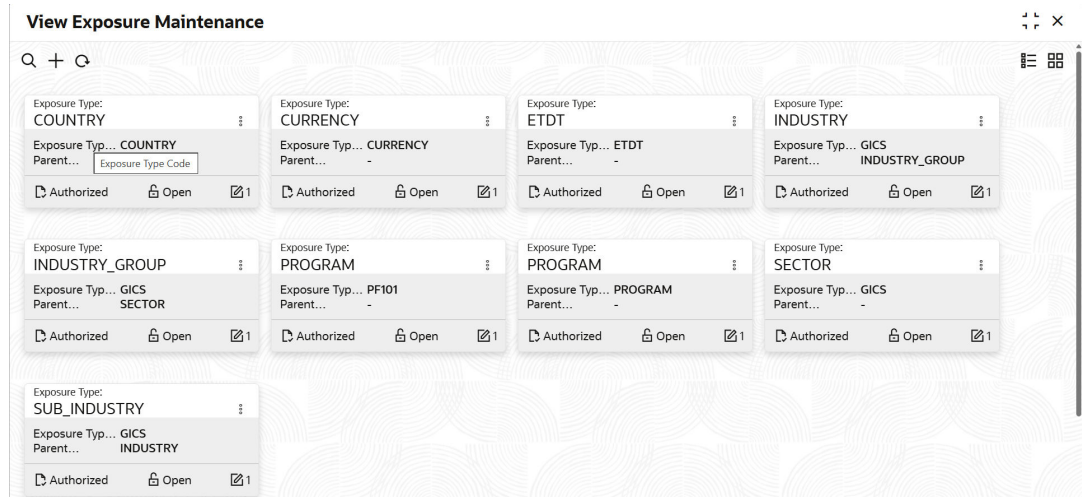 View Exposure Maintenance
Exposure Type:
COUNTRY
Exposure Typ... COUNTRY
Parent...
Exposure Type Code
Authorized Open 1
Exposure Type:
CURRENCY
Exposure Typ... CURRENCY
Parent... -
Authorized Open 1
Exposure Type:
ETDT
Exposure Typ... ETDT
Parent... -
Authorized Open 1
Exposure Type:
INDUSTRY
Exposure Typ... GICS
Parent... INDUSTRY_GROUP
Authorized Open 1
Exposure Type:
INDUSTRY_GROUP
Exposure Typ... GICS
Parent... SECTOR
Authorized Open 1
Exposure Type:
PROGRAM
Exposure Typ... PF101
Parent... -
Authorized Open 1
Exposure Type:
PROGRAM
Exposure Typ... PROGRAM
Parent... -
Authorized Open 1
Exposure Type:
SECTOR
Exposure Typ... GICS
Parent... -
Authorized Open 1
Exposure Type:
SUB_INDUSTRY
Exposure Typ... GICS
Parent... INDUSTRY
Authorized Open 1